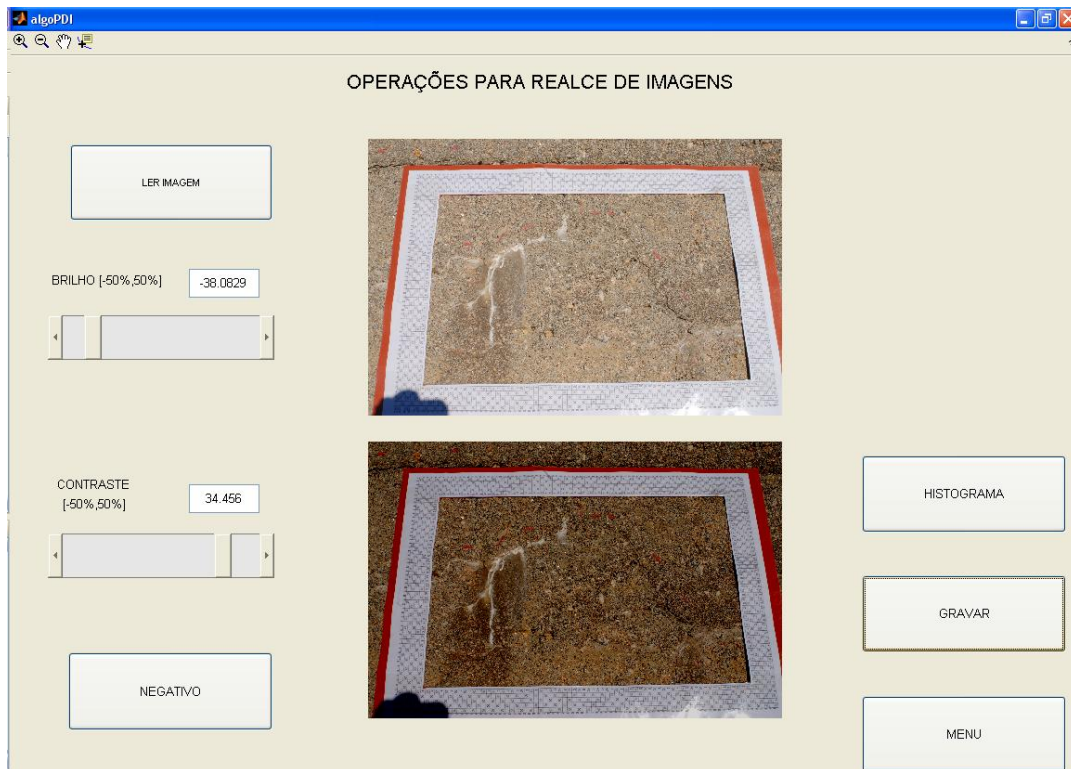 algoPDI
OPERAÇÕES PARA REALCE DE IMAGENS
LER IMAGEM
BRILHO [-50%,50%]
-38.0829
CONTRASTE
[-50%,50%]
34.456
HISTOGRAMA
GRAVAR
NEGATIVO
MENU